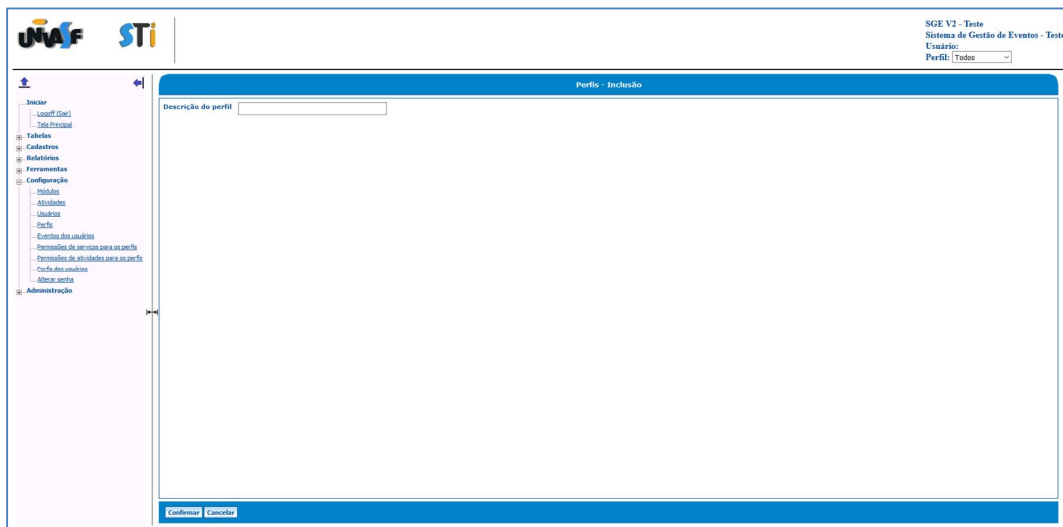 UNIVASF
STi
SGE V2 - Teste
Sistema de Gestão de Eventos - Teste
Usuário:
Perfil: Todos
Perfis - Inclusão
Iniciar
Logoff (Sair)
Tela Principal
Tabelas
Cadastros
Relatórios
Ferramentas
Configuração
Módulos
Atividades
Usuários
Perfis
Eventos dos usuários
Permissões de serviços para os perfis
Permissões de atividades para os perfis
Perfis dos usuários
Alterar senha
Administração
Descrição do perfil
Confirmar Cancelar